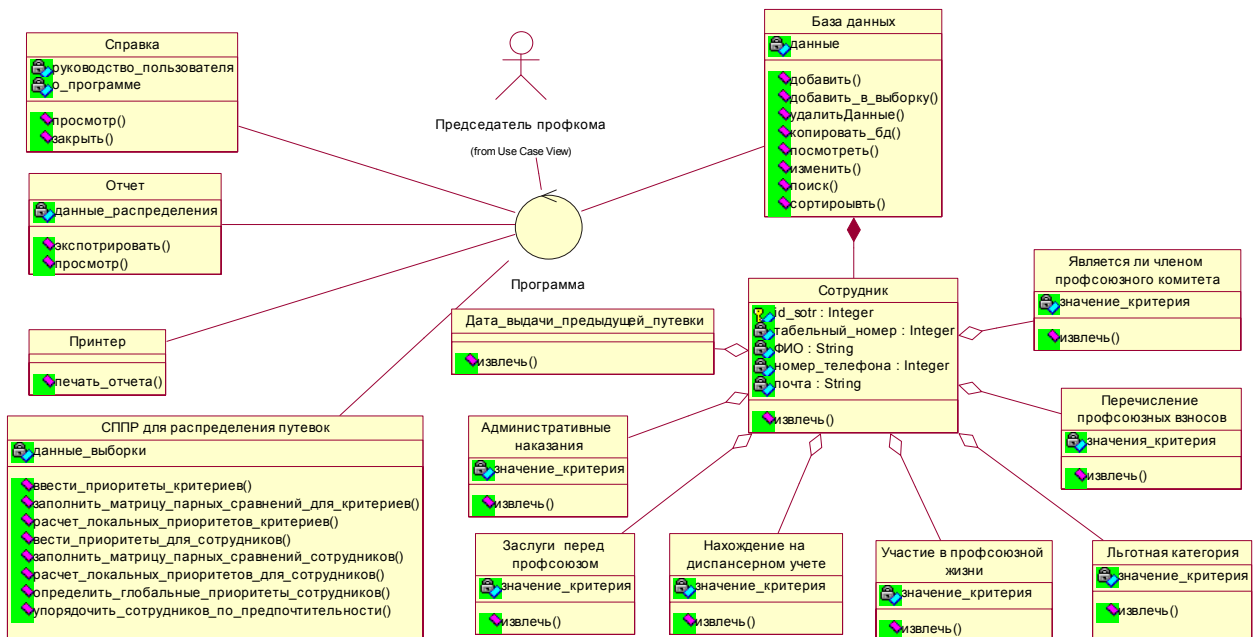 Справка
руководство_пользователя
о_программе
просмотр()
закрыть()
Председатель профкома
(from Use Case View)
База данных
данные
добавить()
добавить_в_выборку()
удалитьДанные()
копировать_бд()
посмотреть()
изменить()
поиск()
сортироывть()
Отчет
данные_распределения
экспотрировать()
просмотр()
Программа
Принтер
печать_отчета()
СППР для распределения путевок
данные_выборки
ввести_приоритеты_критериев()
заполнить_матрицу_парных_сравнений_для_критериев()
расчет_локальных_приоритетов_критериев()
вести_приоритеты_для_сотрудников()
заполнить_матрицу_парных_сравнений_сотрудников()
расчет_локальных_приоритетов_для_сотрудников()
определить_глобальные_приоритеты_сотрудников()
упорядочить_сотрудников_по_предпочтительности()
Дата_выдачи_предыдущей_путевки
извлечь()
Сотрудник
id_sotr : Integer
табельный_номер : Integer
ФИО : String
номер_телефона : Integer
почта : String
извлечь()
Является ли членом
профсоюзного комитета
значение_критерия
извлечь()
Перечисление
профсоюзных взносов
значения_критерия
извлечь()
Административные
наказания
значение_критерия
извлечь()
Заслуги перед
профсоюзом
значение_критерия
извлечь()
Нахождение на
диспансерном учете
значение_критерия
извлечь()
Участие в профсоюзной
жизни
значение_критерия
извлечь()
Льготная категория
значение_критерия
извлечь()